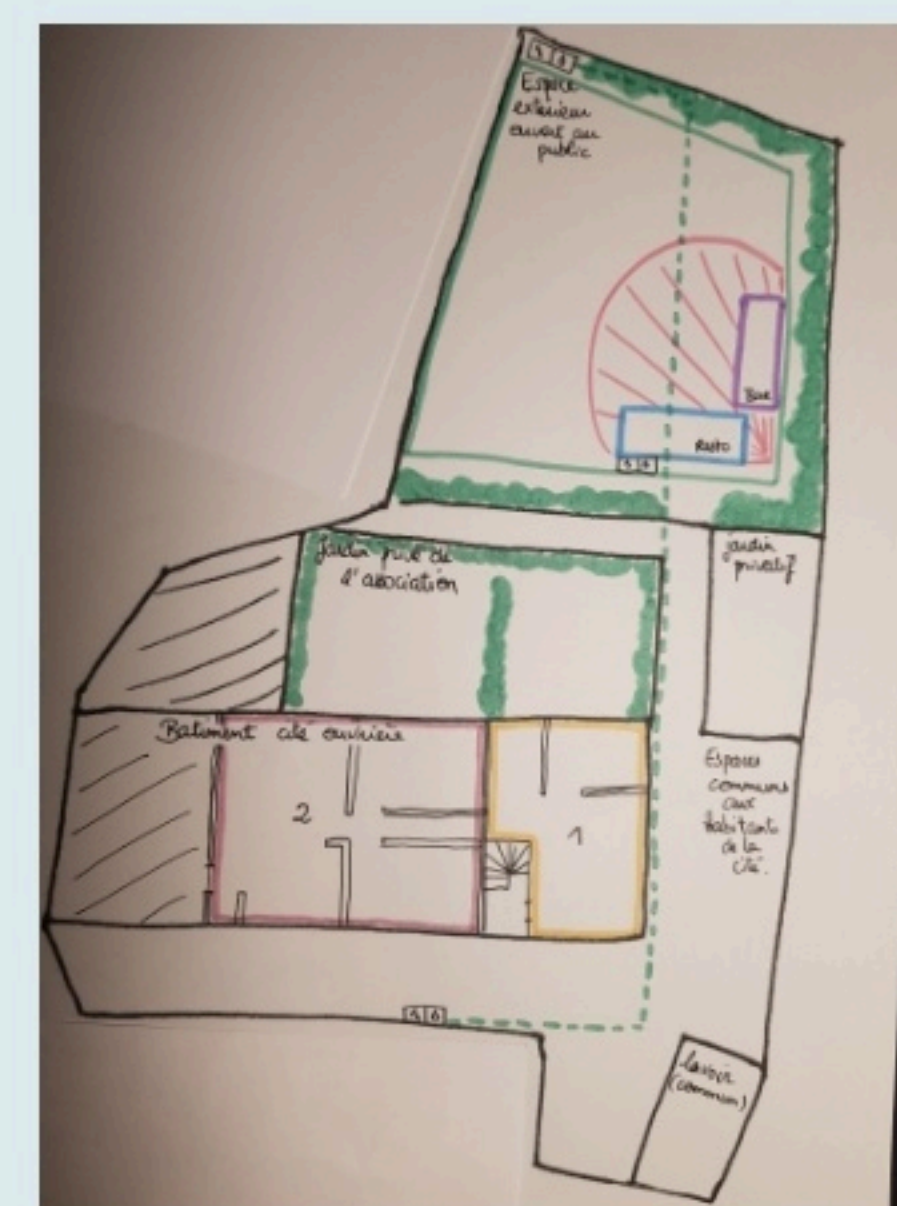 Espace
extérieur
ouvert au
public
Bar
Resto
Jardin privé de
l'association
jardin
privatif
Batiment cité ouvrière
2
1
Espaces
communs
aux
habitants
de la
cité.
lavoir
(commun)